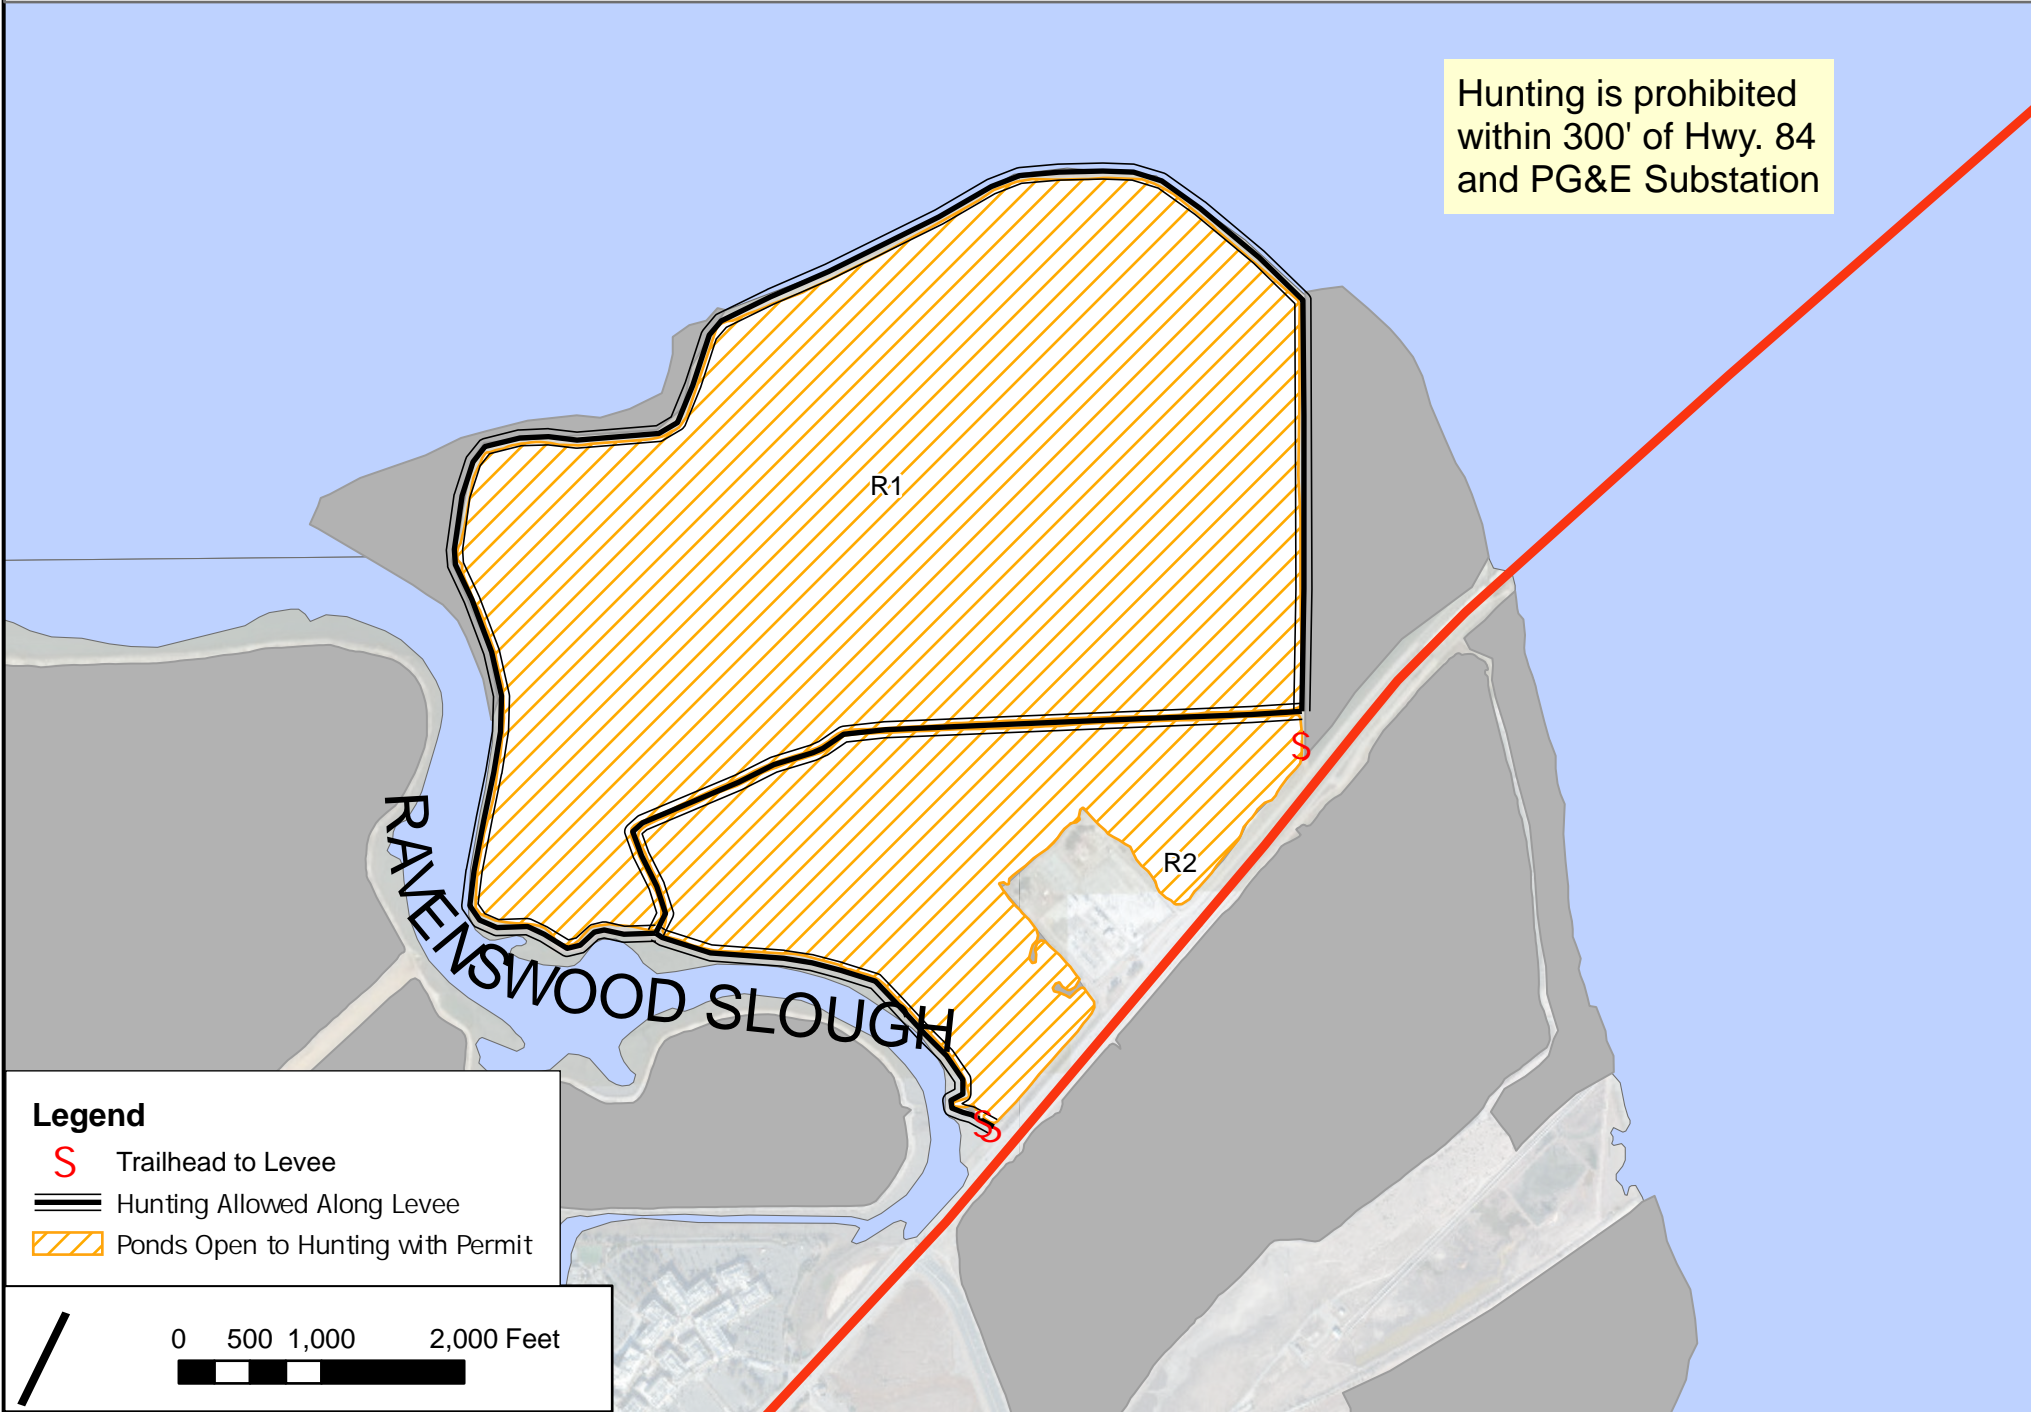 Hunting is prohibited
within 300' of Hwy. 84
and PG&E Substation
R1
S
R2
RAVENSWOOD SLOUGH
S
S
Legend
S Trailhead to Levee
Hunting Allowed Along Levee
Ponds Open to Hunting with Permit
0 500 1,000 2,000 Feet